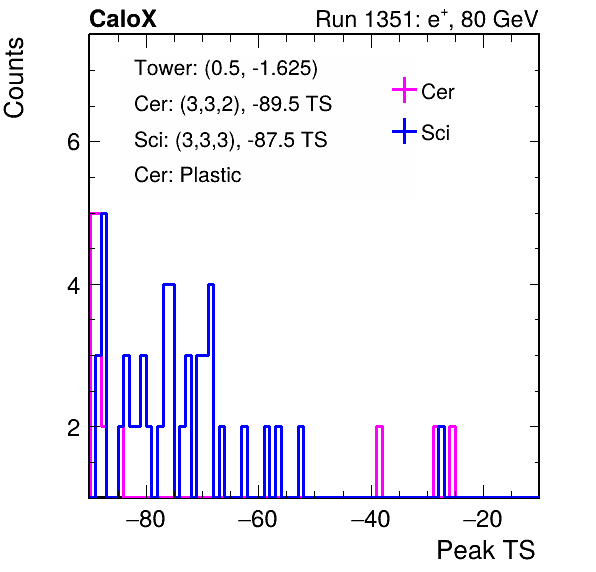 CaloX Run 1351: e⁺, 80 GeV
Counts
Tower: (0.5, -1.625)
Cer: (3,3,2), -89.5 TS
Sci: (3,3,3), -87.5 TS
Cer: Plastic
Cer
Sci
6
4
2
−80 −60 −40 −20
Peak TS